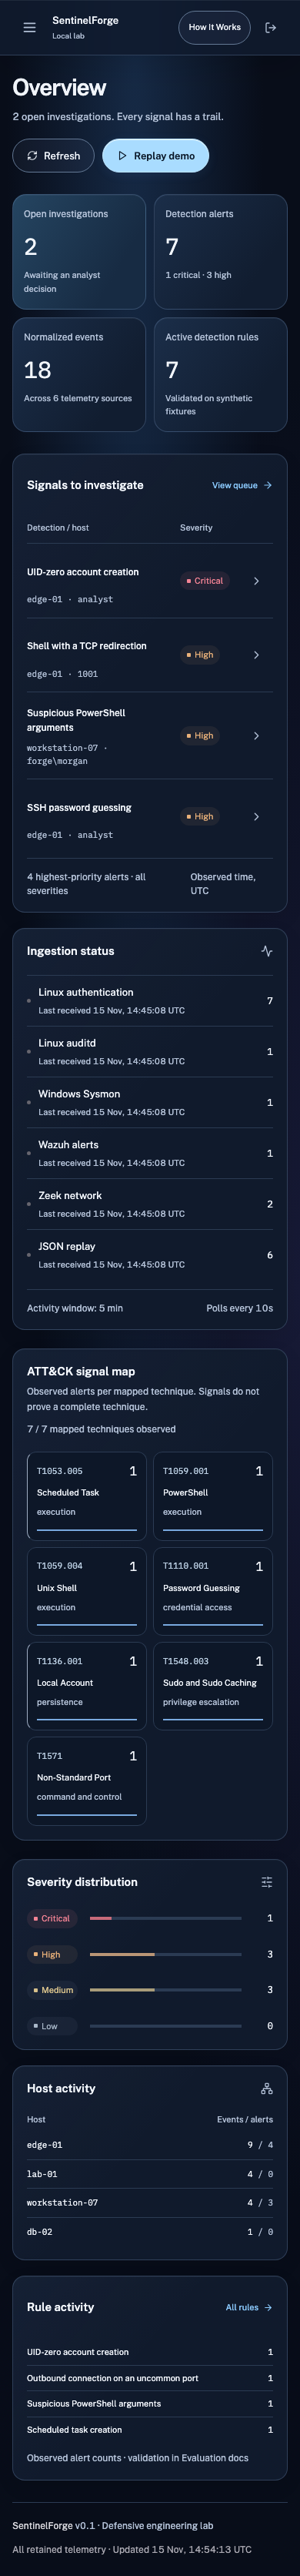 SentinelForge
Local lab
How It Works
Overview
2 open investigations. Every signal has a trail.
Refresh
Replay demo
Open investigations
2
Awaiting an analyst
decision
Detection alerts
7
1 critical · 3 high
Normalized events
18
Across 6 telemetry sources
Active detection rules
7
Validated on synthetic
fixtures
Signals to investigate
View queue
Detection / host
Severity
UID-zero account creation
edge-01 · analyst
Critical
Shell with a TCP redirection
edge-01 · 1001
High
Suspicious PowerShell
arguments
workstation-07 ·
forge\morgan
High
SSH password guessing
edge-01 · analyst
High
4 highest-priority alerts · all
severities
Observed time,
UTC
Ingestion status
Linux authentication
Last received 15 Nov, 14:45:08 UTC
7
Linux auditd
Last received 15 Nov, 14:45:08 UTC
1
Windows Sysmon
Last received 15 Nov, 14:45:08 UTC
1
Wazuh alerts
Last received 15 Nov, 14:45:08 UTC
1
Zeek network
Last received 15 Nov, 14:45:08 UTC
2
JSON replay
Last received 15 Nov, 14:45:08 UTC
6
Activity window: 5 min
Polls every 10s
ATT&CK signal map
Observed alerts per mapped technique. Signals do not
prove a complete technique.
7 / 7 mapped techniques observed
T1053.005
1
Scheduled Task
execution
T1059.001
1
PowerShell
execution
T1059.004
1
Unix Shell
execution
T1110.001
1
Password Guessing
credential access
T1136.001
1
Local Account
persistence
T1548.003
1
Sudo and Sudo Caching
privilege escalation
T1571
1
Non-Standard Port
command and control
Severity distribution
Critical
1
High
3
Medium
3
Low
0
Host activity
Host
Events / alerts
edge-01
9 / 4
lab-01
4 / 0
workstation-07
4 / 3
db-02
1 / 0
Rule activity
All rules
UID-zero account creation
1
Outbound connection on an uncommon port
1
Suspicious PowerShell arguments
1
Scheduled task creation
1
Observed alert counts · validation in Evaluation docs
SentinelForge v0.1 · Defensive engineering lab
All retained telemetry · Updated 15 Nov, 14:54:13 UTC